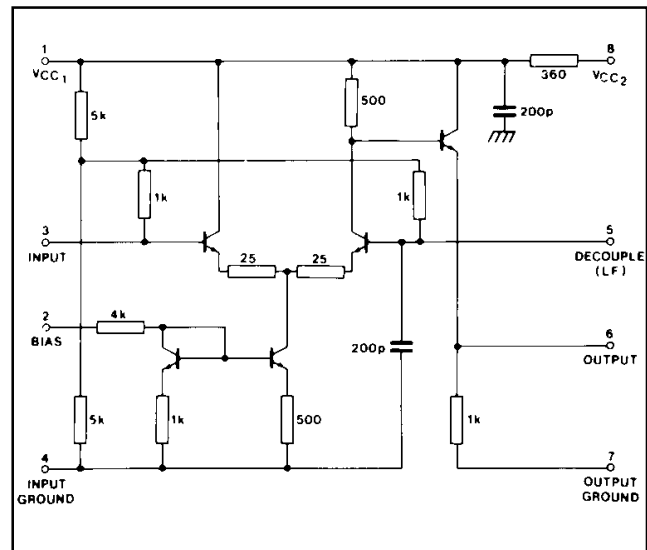 1
VCC1
8
VCC2
360
500
5k
200p
1k
1k
3
INPUT
5
DECOUPLE
(LF)
25
25
2
BIAS
4k
200p
6
OUTPUT
5k
1k
500
1k
4
INPUT
GROUND
7
OUTPUT
GROUND